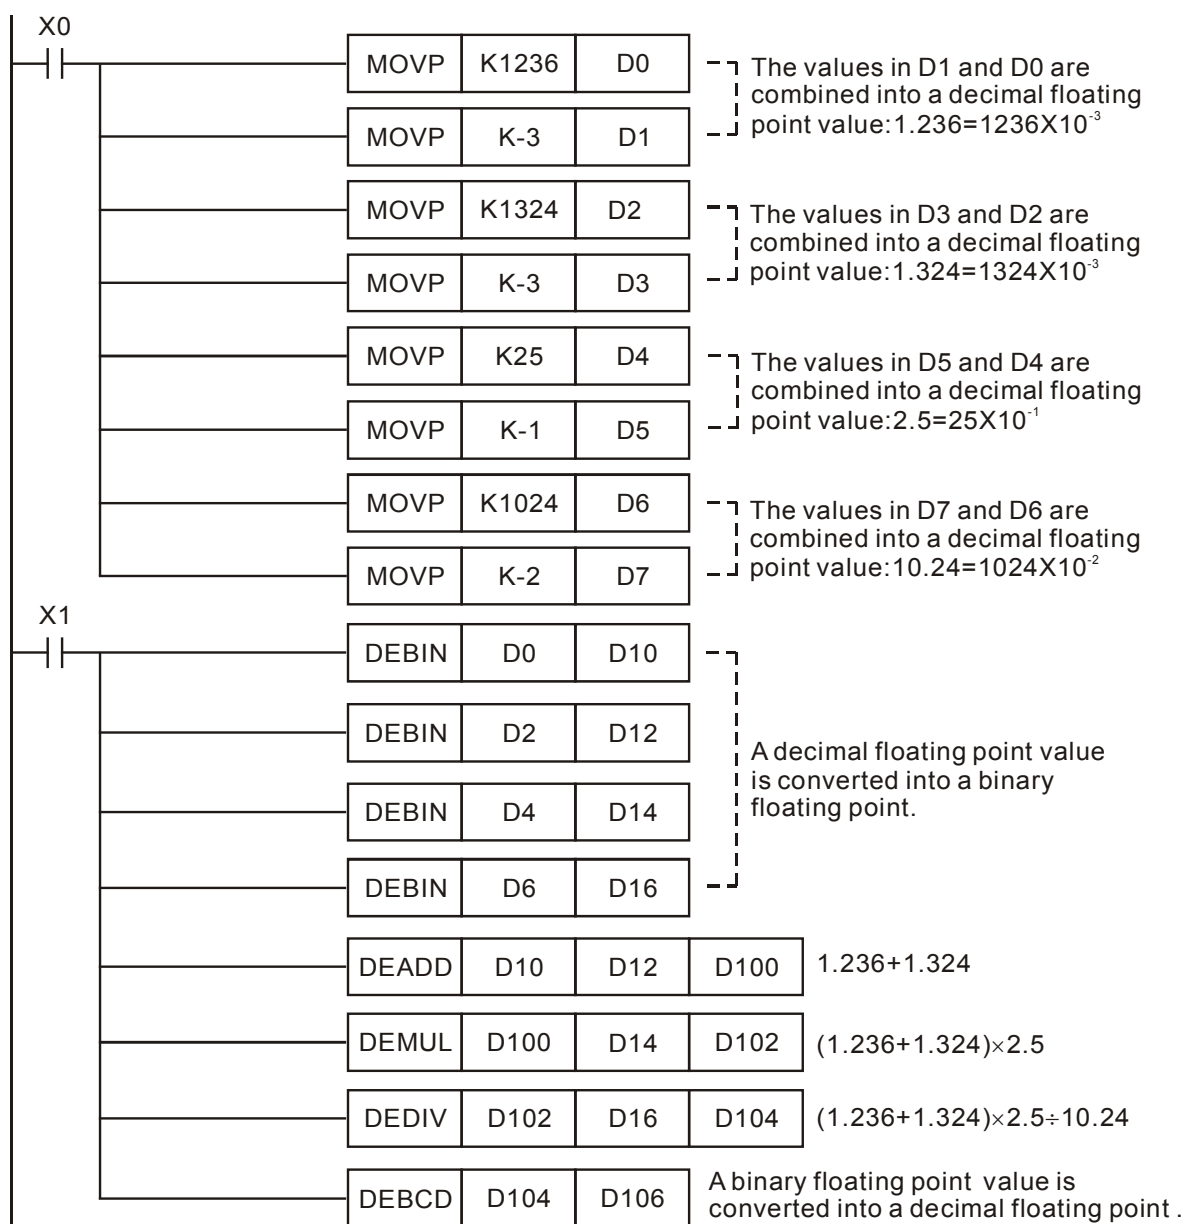 X0
MOVP K1236 D0
The values in D1 and D0 are
combined into a decimal floating
point value:1.236=1236X10⁻³
MOVP K-3 D1
MOVP K1324 D2
The values in D3 and D2 are
combined into a decimal floating
point value:1.324=1324X10⁻³
MOVP K-3 D3
MOVP K25 D4
The values in D5 and D4 are
combined into a decimal floating
point value:2.5=25X10⁻¹
MOVP K-1 D5
MOVP K1024 D6
The values in D7 and D6 are
combined into a decimal floating
point value:10.24=1024X10⁻²
MOVP K-2 D7
X1
DEBIN D0 D10
DEBIN D2 D12
A decimal floating point value
is converted into a binary
floating point.
DEBIN D4 D14
DEBIN D6 D16
DEADD D10 D12 D100 1.236+1.324
DEMUL D100 D14 D102 (1.236+1.324)×2.5
DEDIV D102 D16 D104 (1.236+1.324)×2.5÷10.24
DEBCD D104 D106
A binary floating point value is
converted into a decimal floating point .